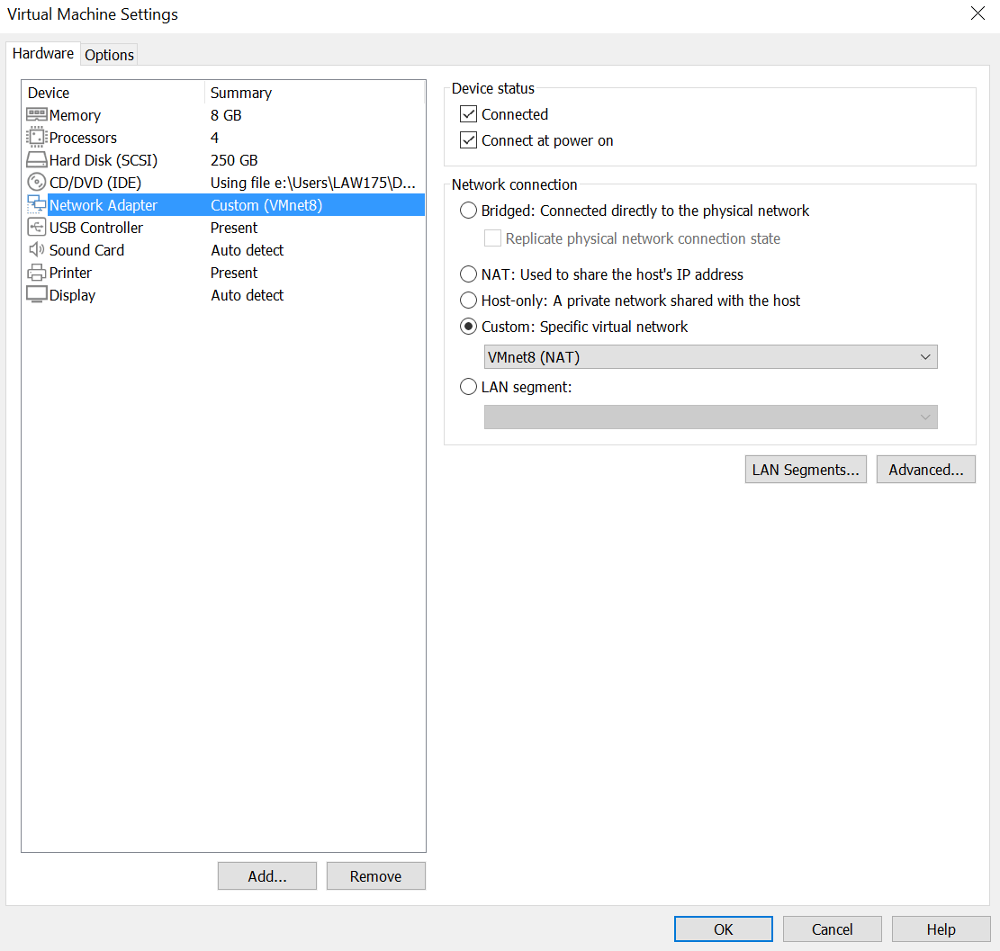 Virtual Machine Settings
Hardware Options
Device Summary
Memory 8 GB
Processors 4
Hard Disk (SCSI) 250 GB
CD/DVD (IDE) Using file e:\Users\LAW175\D...
Network Adapter Custom (VMnet8)
USB Controller Present
Sound Card Auto detect
Printer Present
Display Auto detect
Add... Remove
Device status
Connected
Connect at power on
Network connection
Bridged: Connected directly to the physical network
Replicate physical network connection state
NAT: Used to share the host's IP address
Host-only: A private network shared with the host
Custom: Specific virtual network
VMnet8 (NAT)
LAN segment:
LAN Segments... Advanced...
OK Cancel Help